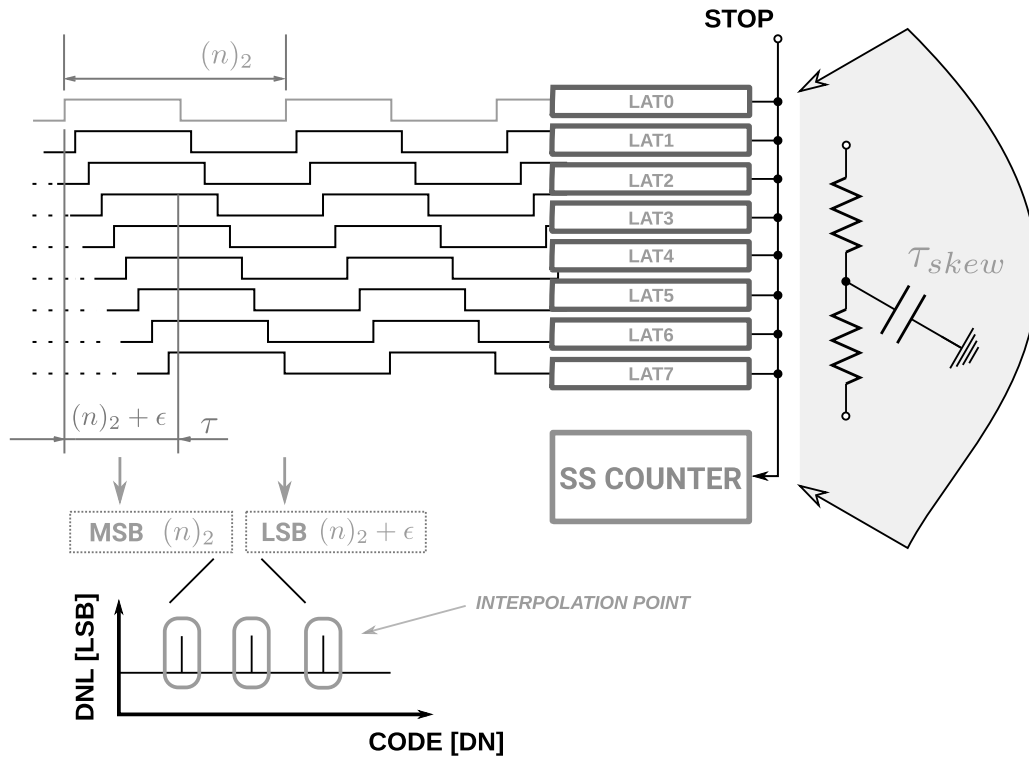 STOP
(n)₂
LAT0
LAT1
LAT2
LAT3
LAT4
LAT5
LAT6
LAT7
τskew
(n)₂ + ϵ
τ
SS COUNTER
MSB (n)₂
LSB (n)₂ + ϵ
INTERPOLATION POINT
DNL [LSB]
CODE [DN]